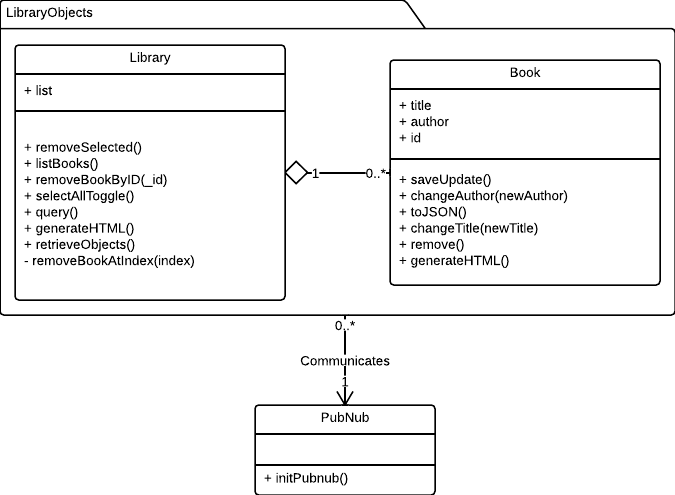 LibraryObjects
Library
+ list
+ removeSelected()
+ listBooks()
+ removeBookByID(_id)
+ selectAllToggle()
+ query()
+ generateHTML()
+ retrieveObjects()
- removeBookAtIndex(index)
1
0..*
Book
+ title
+ author
+ id
+ saveUpdate()
+ changeAuthor(newAuthor)
+ toJSON()
+ changeTitle(newTitle)
+ remove()
+ generateHTML()
0..*
Communicates
1
PubNub
+ initPubnub()